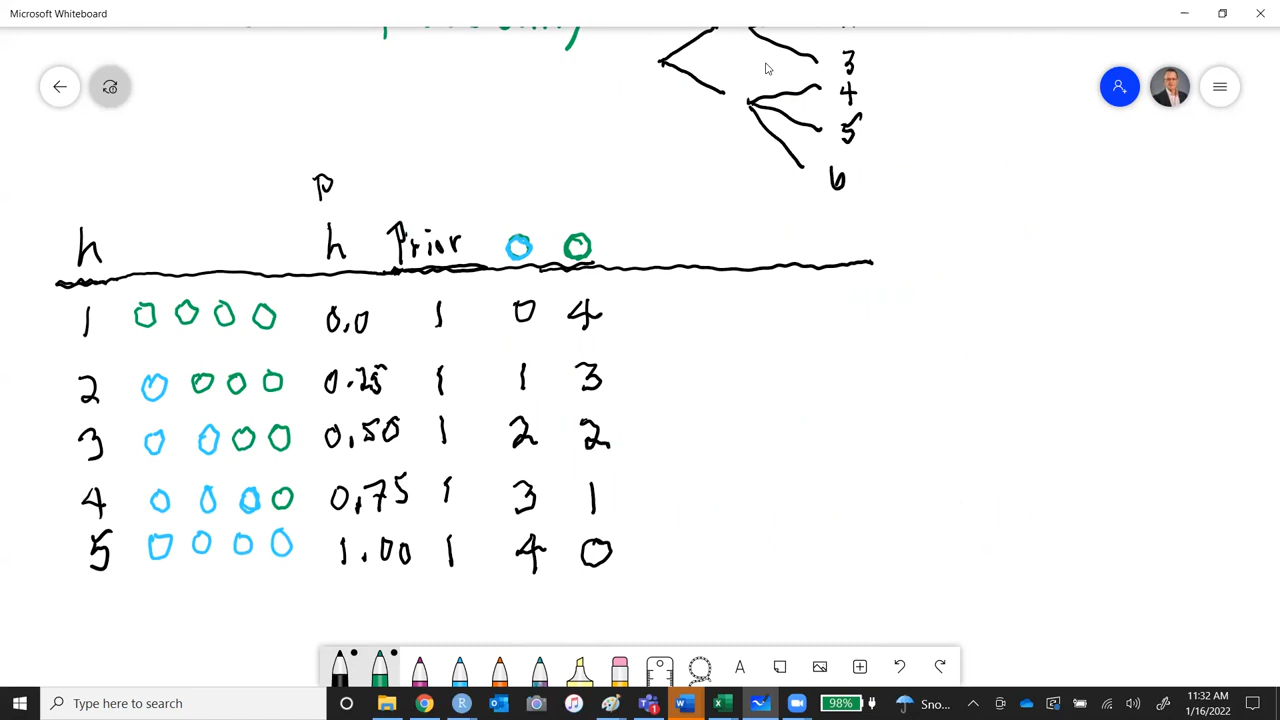 Microsoft Whiteboard
3
4
5
6
p
h h Prior
1 0.0 1 0 4
2 0.25 1 1 3
3 0.50 1 2 2
4 0.75 1 3 1
5 1.00 1 4 0
A
Type here to search
98%
Sno...
11:32 AM
1/16/2022